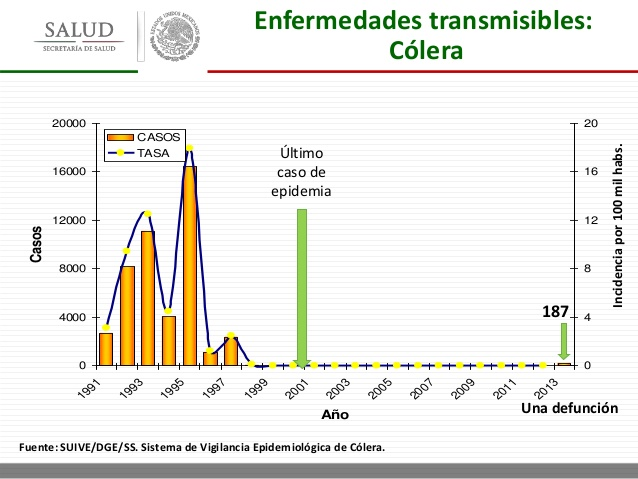 SALUD
SECRETARÍA DE SALUD
Enfermedades transmisibles:
Cólera
20000
16000
12000
8000
4000
0
Casos
CASOS
TASA
Último
caso de
epidemia
20
16
12
8
4
0
Incidencia por 100 mil habs.
187
1991
1993
1995
1997
1999
2001
2003
2005
2007
2009
2011
2013
Año
Una defunción
Fuente: SUIVE/DGE/SS. Sistema de Vigilancia Epidemiológica de Cólera.